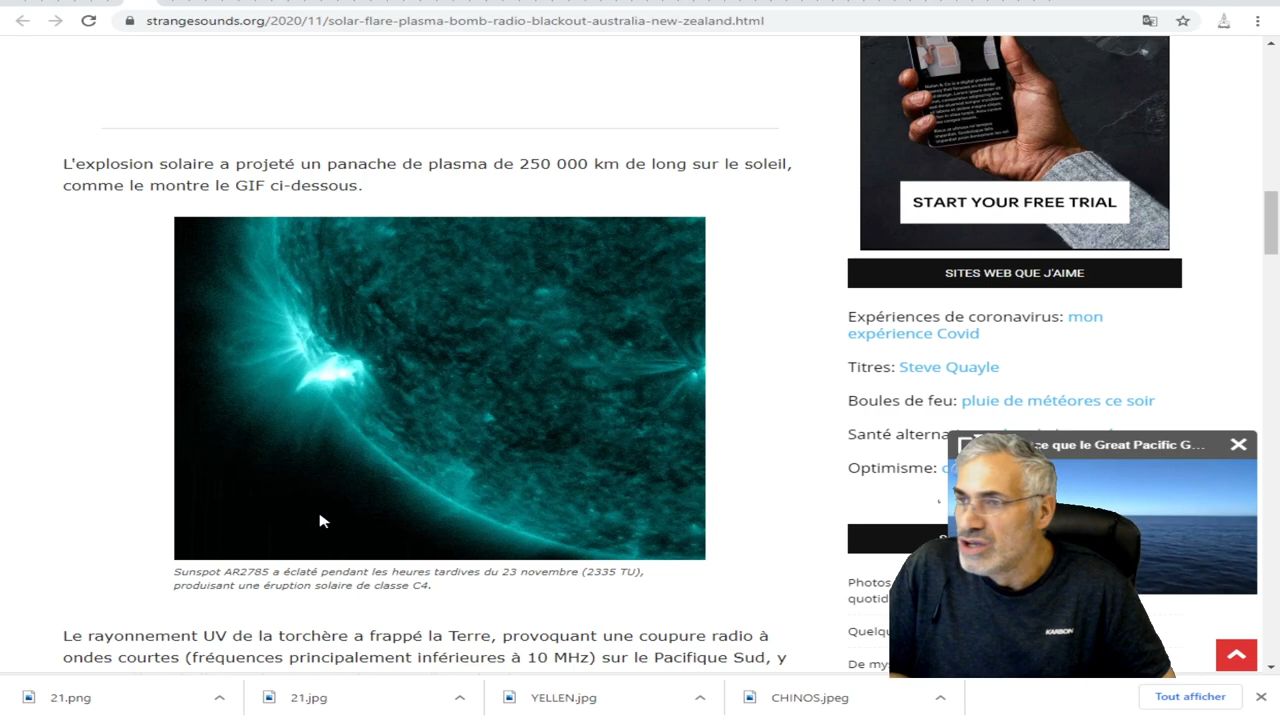 strangesounds.org/2020/11/solar-flare-plasma-bomb-radio-blackout-australia-new-zealand.html
L'explosion solaire a projeté un panache de plasma de 250 000 km de long sur le soleil,
comme le montre le GIF ci-dessous.
Sunspot AR2785 a éclaté pendant les heures tardives du 23 novembre (2335 TU),
produisant une éruption solaire de classe C4.
Le rayonnement UV de la torchère a frappé la Terre, provoquant une coupure radio à
ondes courtes (fréquences principalement inférieures à 10 MHz) sur le Pacifique Sud, y
START YOUR FREE TRIAL
SITES WEB QUE J'AIME
Expériences de coronavirus: mon
expérience Covid
Titres: Steve Quayle
Boules de feu: pluie de météores ce soir
Santé
Optimisme:
ce que le Great Pacific G...
Photos
KARBON
21.png
21.jpg
YELLEN.jpg
CHINOS.jpeg
Tout afficher